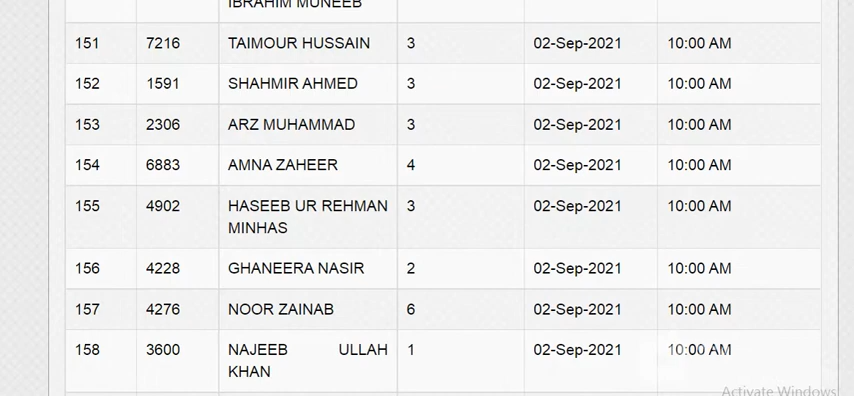 IBRAHIM MUNEEB
151 7216 TAIMOUR HUSSAIN 3 02-Sep-2021 10:00 AM
152 1591 SHAHMIR AHMED 3 02-Sep-2021 10:00 AM
153 2306 ARZ MUHAMMAD 3 02-Sep-2021 10:00 AM
154 6883 AMNA ZAHEER 4 02-Sep-2021 10:00 AM
155 4902 HASEEB UR REHMAN 3 02-Sep-2021 10:00 AM
MINHAS
156 4228 GHANEERA NASIR 2 02-Sep-2021 10:00 AM
157 4276 NOOR ZAINAB 6 02-Sep-2021 10:00 AM
158 3600 NAJEEB ULLAH 1 02-Sep-2021 10:00 AM
KHAN
Activate Windows